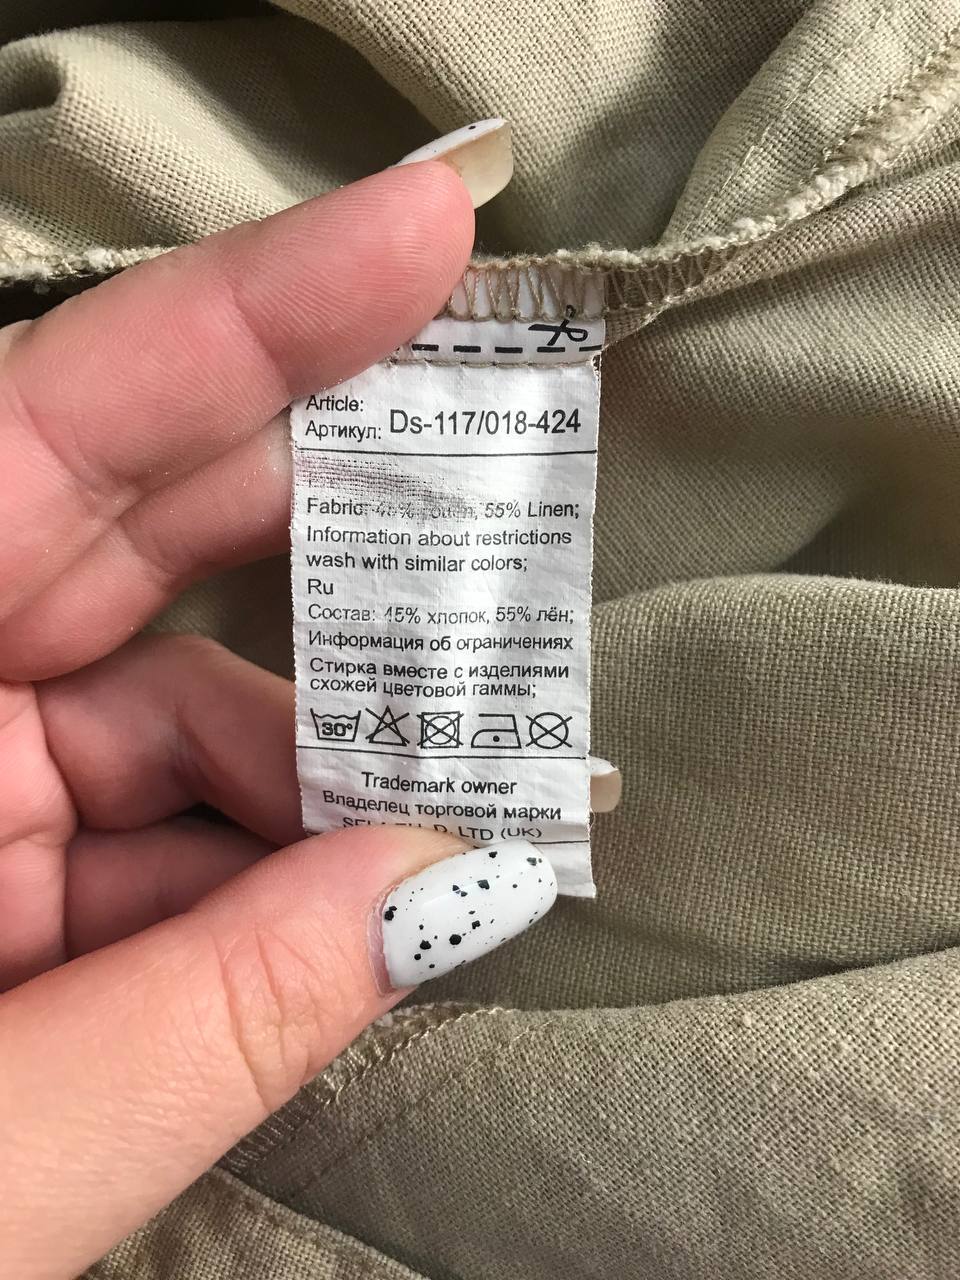 Article:
Артикул: Ds-117/018-424
Fabric: 45% 55% Linen;
Information about restrictions
wash with similar colors;
Ru
Состав: 45% хлопок, 55% лён;
Информация об ограничениях
Стирка вместе с изделиями
схожей цветовой гаммы;
30°
Trademark owner
Владелец торговой марки
LTD (UK)